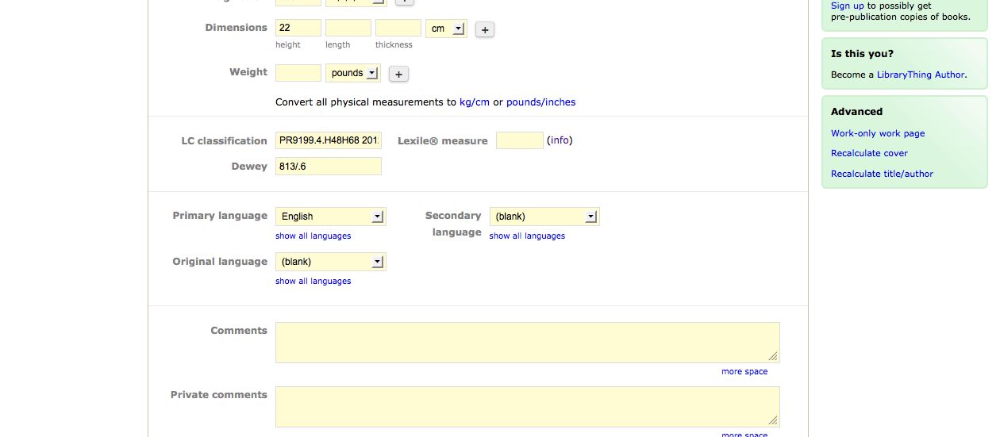 Sign up to possibly get
pre-publication copies of books.
Dimensions 22 cm +
height length thickness
Weight pounds +
Convert all physical measurements to kg/cm or pounds/inches
Is this you?
Become a LibraryThing Author.
Advanced
Work-only work page
Recalculate cover
Recalculate title/author
LC classification PR9199.4.H48H68 201 Lexile® measure (info)
Dewey 813/.6
Primary language English Secondary language (blank)
show all languages show all languages
Original language (blank)
show all languages
Comments
more space
Private comments
more space